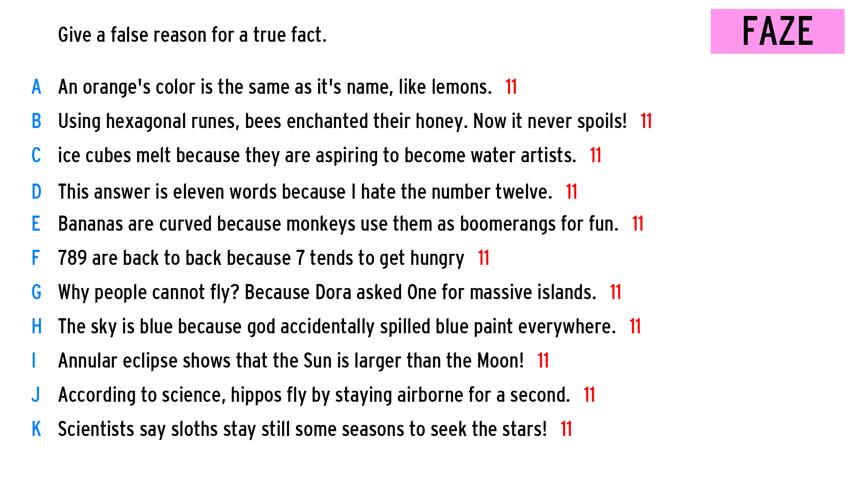 Give a false reason for a true fact.
FAZE
A An orange's color is the same as it's name, like lemons. 11
B Using hexagonal runes, bees enchanted their honey. Now it never spoils! 11
C ice cubes melt because they are aspiring to become water artists. 11
D This answer is eleven words because I hate the number twelve. 11
E Bananas are curved because monkeys use them as boomerangs for fun. 11
F 789 are back to back because 7 tends to get hungry 11
G Why people cannot fly? Because Dora asked One for massive islands. 11
H The sky is blue because god accidentally spilled blue paint everywhere. 11
I Annular eclipse shows that the Sun is larger than the Moon! 11
J According to science, hippos fly by staying airborne for a second. 11
K Scientists say sloths stay still some seasons to seek the stars! 11